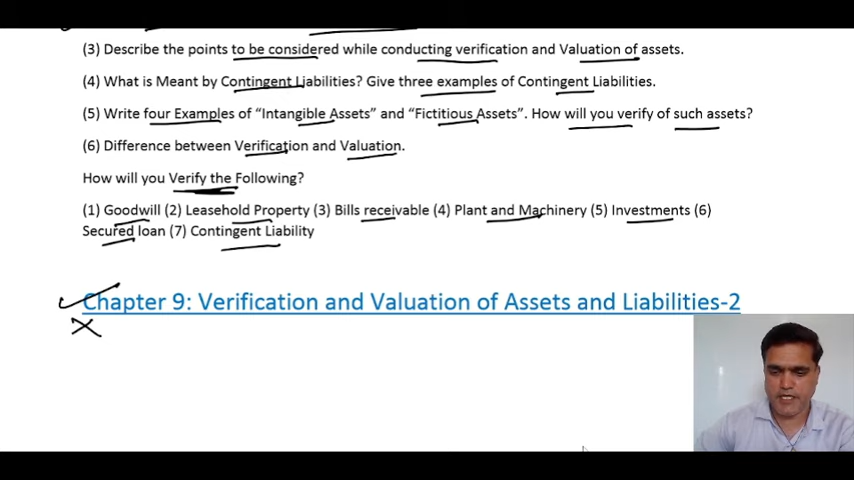 (3) Describe the points to be considered while conducting verification and Valuation of assets.
(4) What is Meant by Contingent Liabilities? Give three examples of Contingent Liabilities.
(5) Write four Examples of “Intangible Assets” and “Fictitious Assets”. How will you verify of such assets?
(6) Difference between Verification and Valuation.
How will you Verify the Following?
(1) Goodwill (2) Leasehold Property (3) Bills receivable (4) Plant and Machinery (5) Investments (6)
Secured loan (7) Contingent Liability
Chapter 9: Verification and Valuation of Assets and Liabilities-2